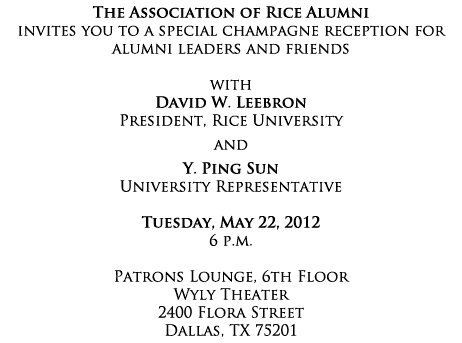 The Association of Rice Alumni
invites you to a special champagne reception for
alumni leaders and friends
with
David W. Leebron
President, Rice University
and
Y. Ping Sun
University Representative
Tuesday, May 22, 2012
6 p.m.
Patrons Lounge, 6th Floor
Wyly Theater
2400 Flora Street
Dallas, TX 75201